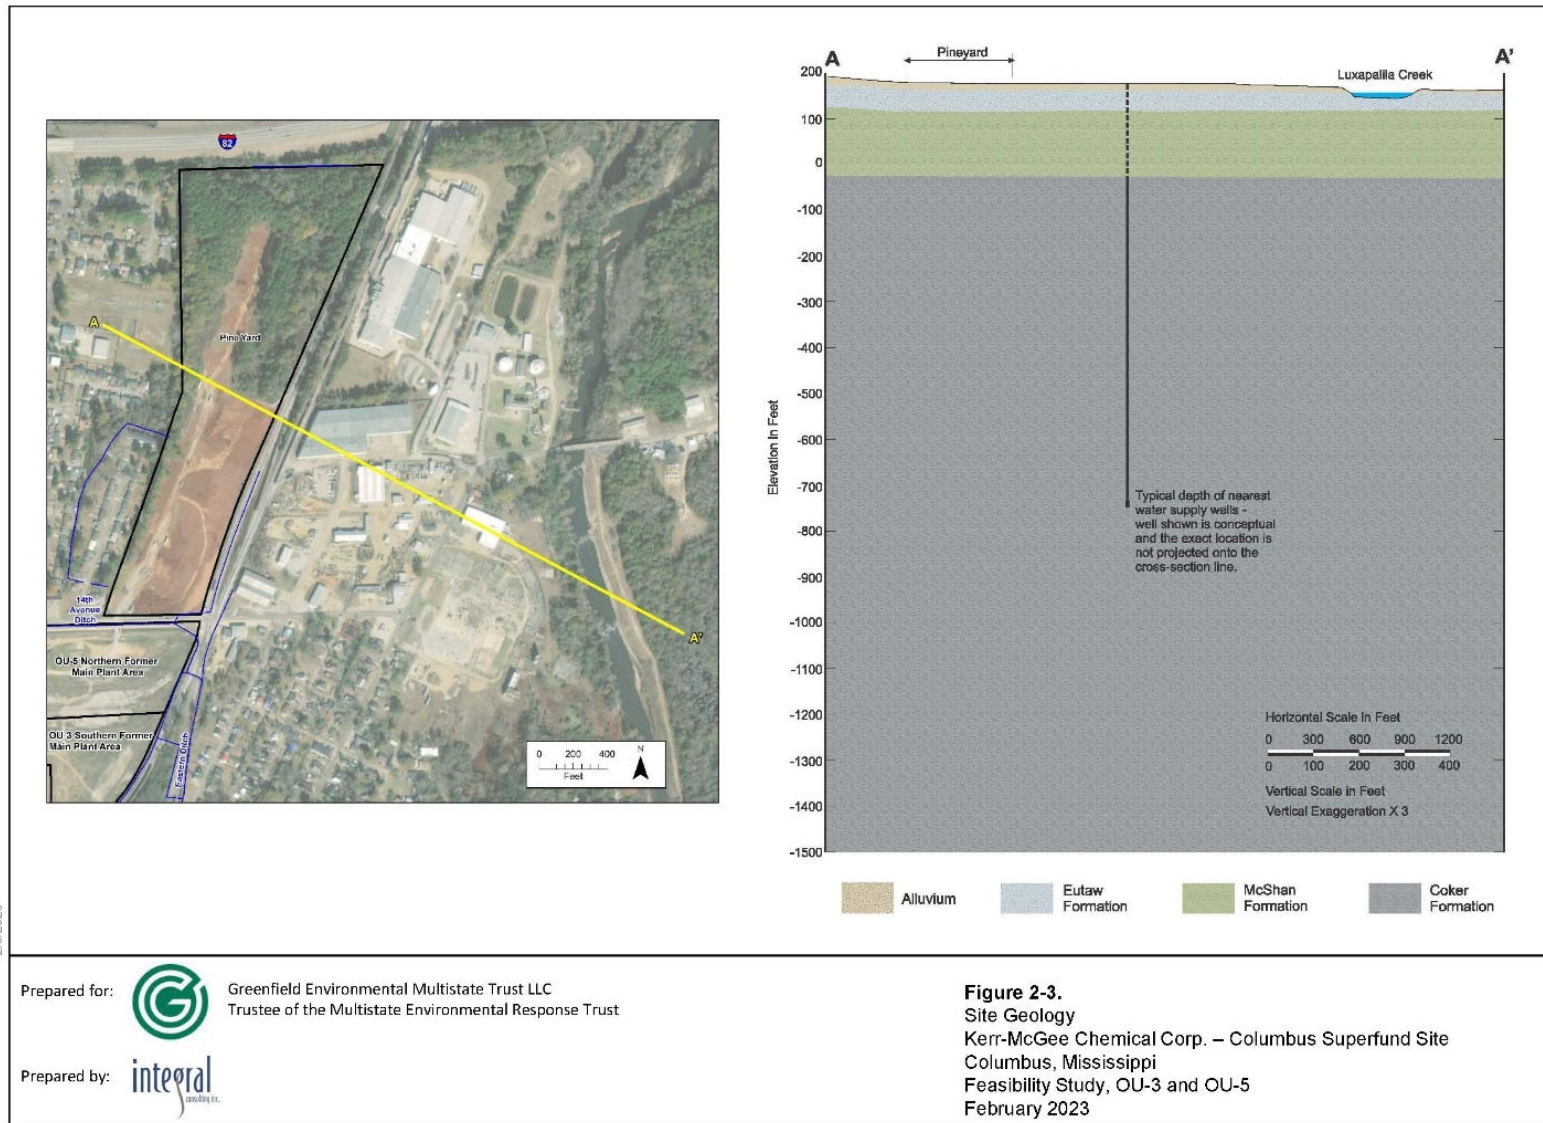 82
A
Pine Yard
14th
Avenue
Ditch
OU-5 Northern Former
Main Plant Area
OU-3 Southern Former
Main Plant Area
Eastern Ditch
A'
0 200 400
Feet
N
A
Pineyard
A'
Luxapalila Creek
Elevation in Feet
200
100
0
-100
-200
-300
-400
-500
-600
-700
-800
-900
-1000
-1100
-1200
-1300
-1400
-1500
Typical depth of nearest
water supply wells -
well shown is conceptual
and the exact location is
not projected onto the
cross-section line.
Horizontal Scale in Feet
0 300 600 900 1200
0 100 200 300 400
Vertical Scale in Feet
Vertical Exaggeration X 3
Alluvium
Eutaw
Formation
McShan
Formation
Coker
Formation
Prepared for:
Greenfield Environmental Multistate Trust LLC
Trustee of the Multistate Environmental Response Trust
Prepared by:
integral
consulting inc.
Figure 2-3.
Site Geology
Kerr-McGee Chemical Corp. – Columbus Superfund Site
Columbus, Mississippi
Feasibility Study, OU-3 and OU-5
February 2023